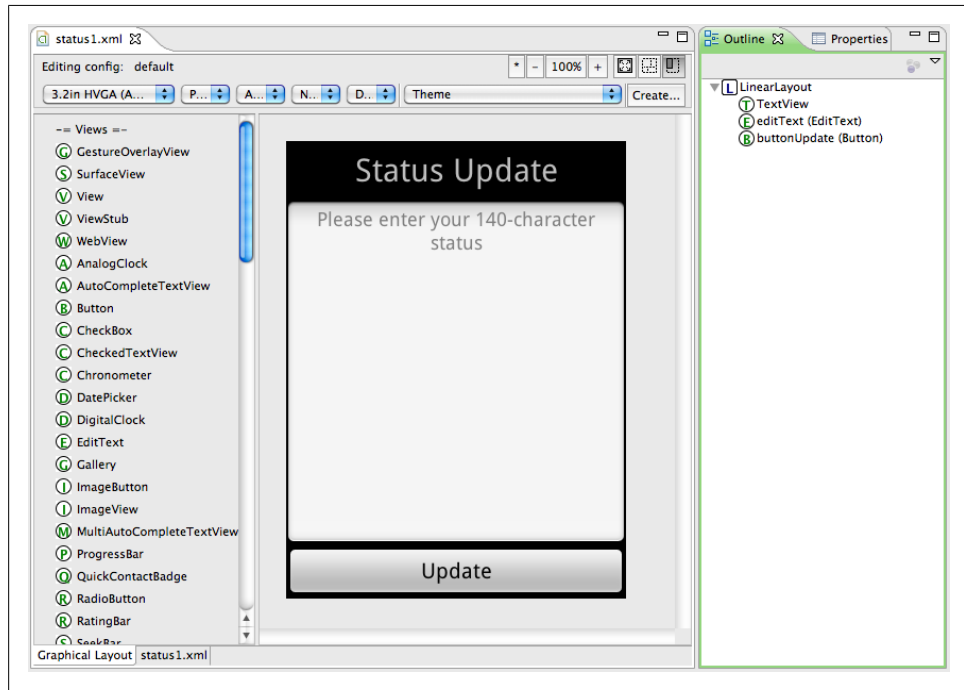 status1.xml
Editing config: default
* - 100% +
3.2in HVGA (A... P... A... N... D... Theme Create...
-= Views =-
GestureOverlayView
SurfaceView
View
ViewStub
WebView
AnalogClock
AutoCompleteTextView
Button
CheckBox
CheckedTextView
Chronometer
DatePicker
DigitalClock
EditText
Gallery
ImageButton
ImageView
MultiAutoCompleteTextView
ProgressBar
QuickContactBadge
RadioButton
RatingBar
SeekBar
Graphical Layout status1.xml
Status Update
Please enter your 140-character
status
Update
Outline Properties
L LinearLayout
T TextView
E editText (EditText)
B buttonUpdate (Button)